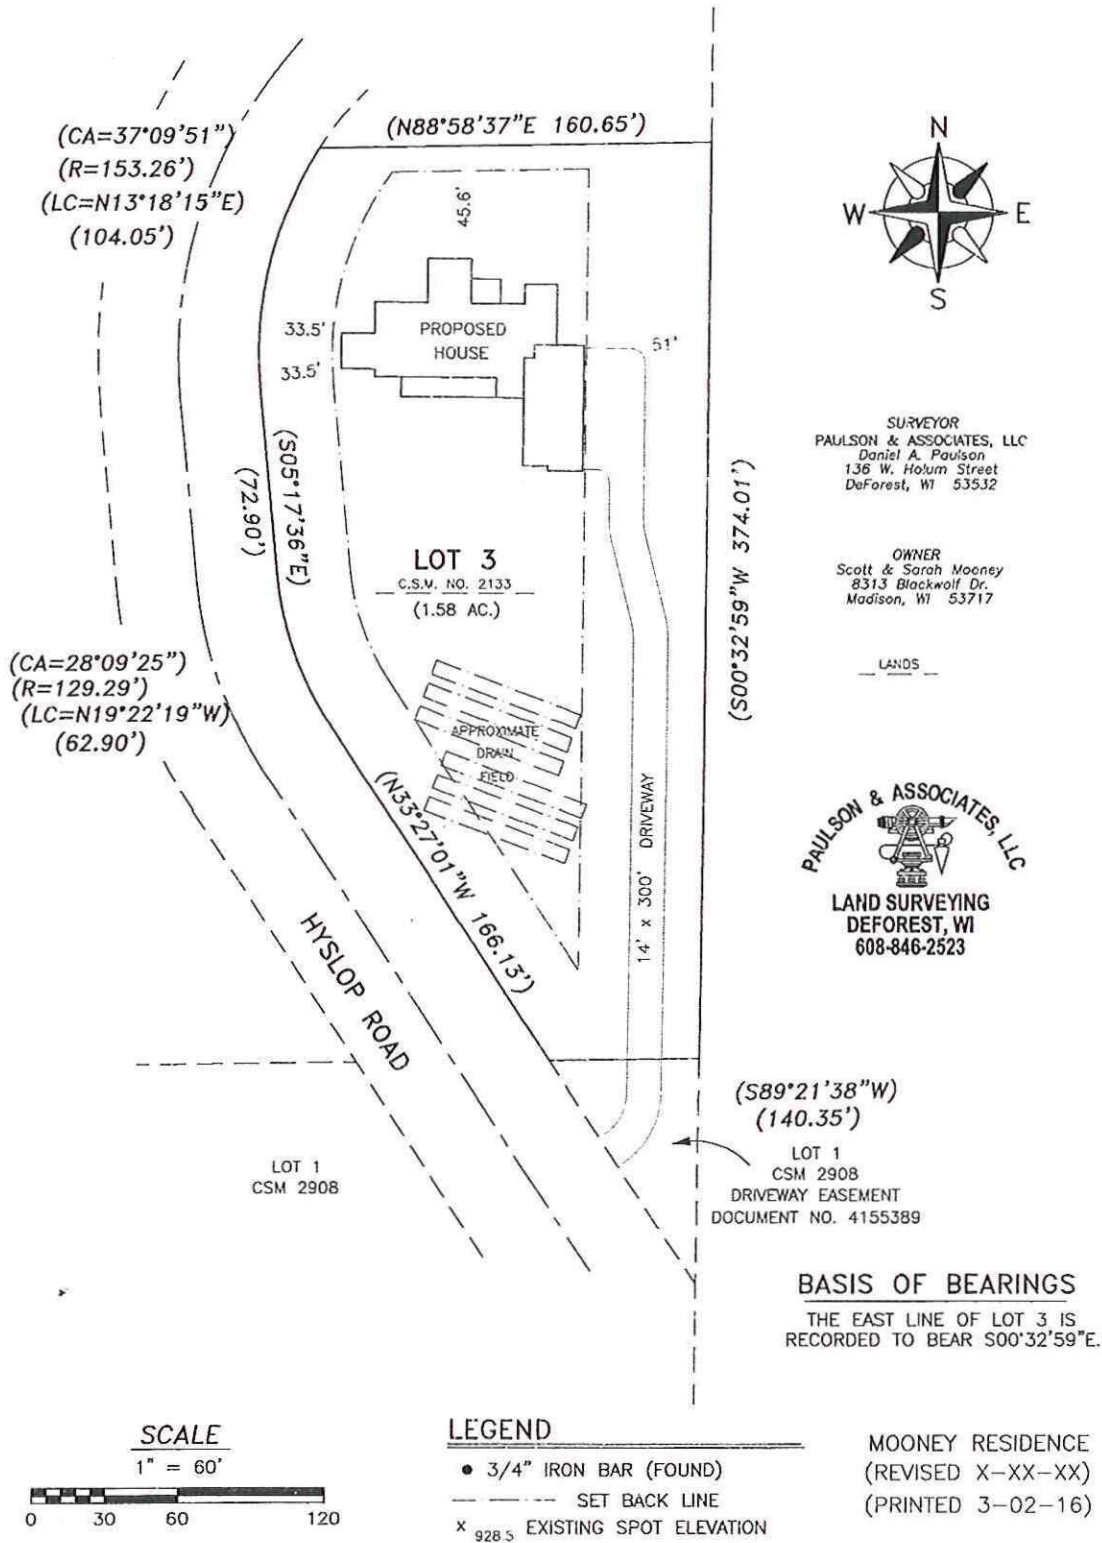 (CA=37°09'51")
(R=153.26')
(LC=N13°18'15"E)
(104.05')
(N88°58'37"E 160.65')
N
W E
S
45.6'
33.5'
33.5'
PROPOSED
HOUSE
51'
(S05°17'36"E)
(72.90')
LOT 3
C.S.M. NO. 2133
(1.58 AC.)
(S00°32'59"W 374.01')
SURVEYOR
PAULSON & ASSOCIATES, LLC
Daniel A. Paulson
136 W. Holum Street
DeForest, WI 53532
OWNER
Scott & Sarah Mooney
8313 Blackwolf Dr.
Madison, WI 53717
LANDS
(CA=28°09'25")
(R=129.29')
(LC=N19°22'19"W)
(62.90')
APPROXIMATE
DRAIN
FIELD
(N33°27'01"W 166.13')
14' x 300' DRIVEWAY
PAULSON & ASSOCIATES, LLC
LAND SURVEYING
DEFOREST, WI
608-846-2523
HYSLOP ROAD
(S89°21'38"W)
(140.35')
LOT 1
CSM 2908
DRIVEWAY EASEMENT
DOCUMENT NO. 4155389
LOT 1
CSM 2908
BASIS OF BEARINGS
THE EAST LINE OF LOT 3 IS
RECORDED TO BEAR S00°32'59"E.
SCALE
1" = 60'
0 30 60 120
LEGEND
3/4" IRON BAR (FOUND)
SET BACK LINE
x 928.5 EXISTING SPOT ELEVATION
MOONEY RESIDENCE
(REVISED X-XX-XX)
(PRINTED 3-02-16)